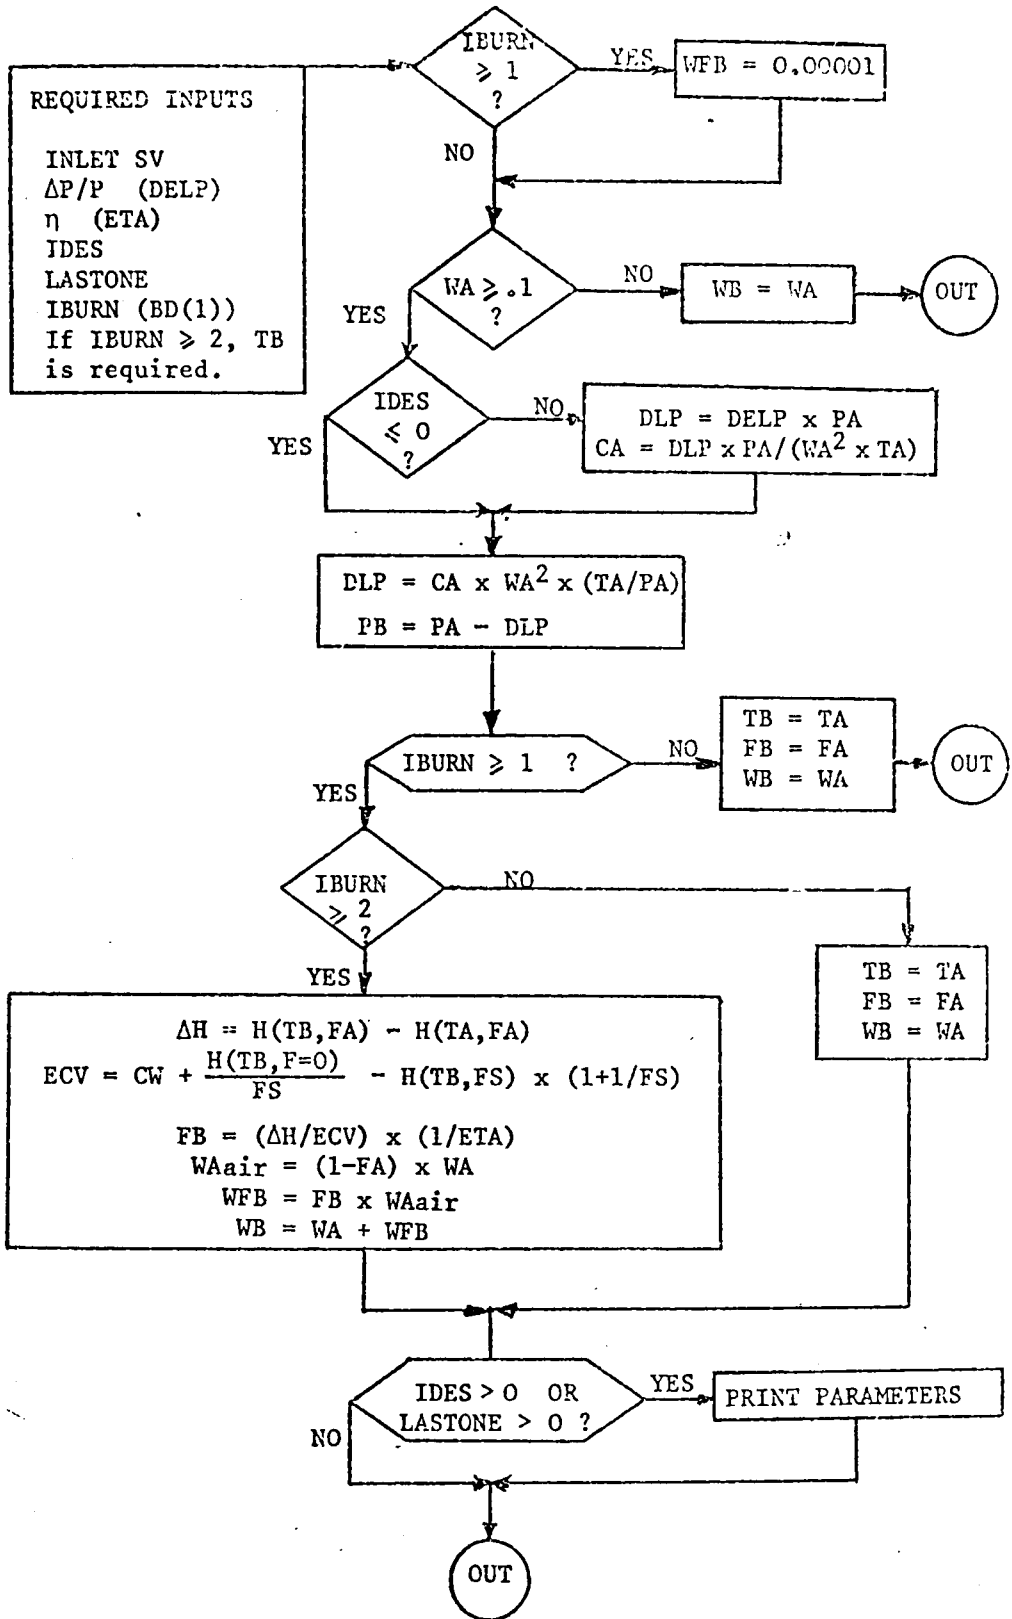 IBURN
≥ 1
?
YES
WFB = 0.00001
NO
REQUIRED INPUTS
INLET SV
ΔP/P (DELP)
η (ETA)
IDES
LASTONE
IBURN (BD(1))
If IBURN ≥ 2, TB
is required.
WA ≥ .1
?
NO
WB = WA
OUT
YES
IDES
≤ 0
?
NO
DLP = DELP x PA
CA = DLP x PA/(WA² x TA)
YES
DLP = CA x WA² x (TA/PA)
PB = PA - DLP
IBURN ≥ 1 ?
NO
TB = TA
FB = FA
WB = WA
OUT
YES
IBURN
≥ 2
?
NO
TB = TA
FB = FA
WB = WA
YES
ΔH = H(TB,FA) - H(TA,FA)
ECV = CW + H(TB,F=0)/FS - H(TB,FS) x (1+1/FS)
FB = (ΔH/ECV) x (1/ETA)
WAair = (1-FA) x WA
WFB = FB x WAair
WB = WA + WFB
IDES > 0 OR
LASTONE > 0 ?
YES
PRINT PARAMETERS
NO
OUT